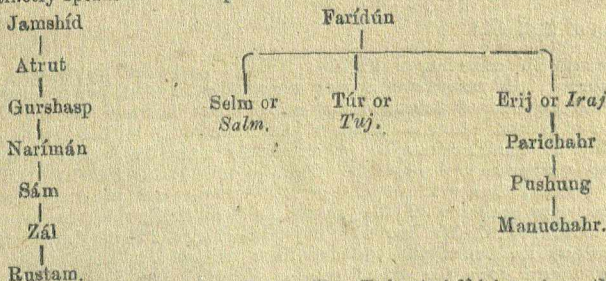 Jamshíd
Atrut
Gurshasp
Narímán
Sám
Zál
Rustam.
Farídún
Selm or Salm.
Túr or Tuj.
Erij or Iraj
Parichahr
Pushung
Manuchahr.